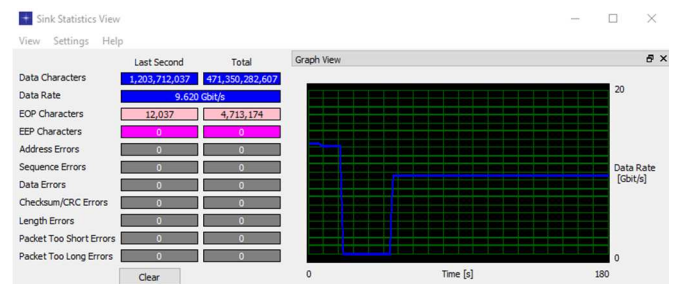 Sink Statistics View
View Settings Help
Last Second Total
Data Characters 1,203,712,037 471,350,282,607
Data Rate 9.620 Gbit/s
EOP Characters 12,037 4,713,174
EEP Characters 0 0
Address Errors 0 0
Sequence Errors 0 0
Data Errors 0 0
Checksum/CRC Errors 0 0
Length Errors 0 0
Packet Too Short Errors 0 0
Packet Too Long Errors 0 0
Clear
Graph View
20
Data Rate
[Gbit/s]
0
0 Time [s] 180